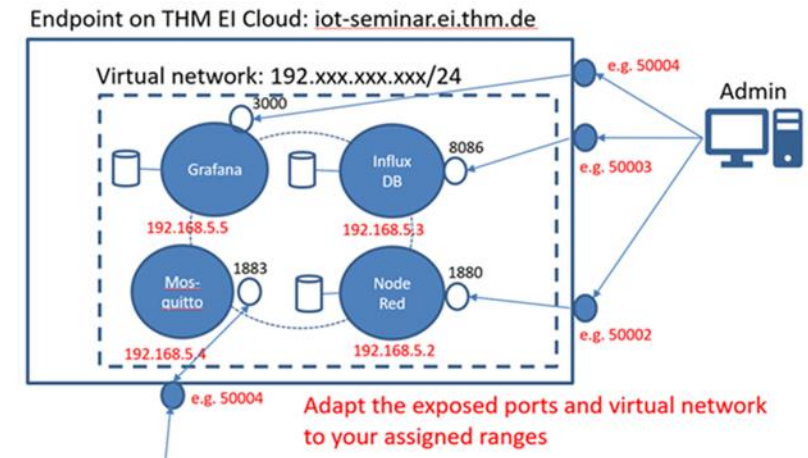 Endpoint on THM EI Cloud: iot-seminar.ei.thm.de
Virtual network: 192.xxx.xxx.xxx/24
e.g. 50004
Admin
3000
Grafana
Influx
DB
8086
e.g. 50003
192.168.5.5
192.168.5.3
Mos-
quitto
1883
Node
Red
1880
e.g. 50002
192.168.5.4
192.168.5.2
e.g. 50004
Adapt the exposed ports and virtual network
to your assigned ranges